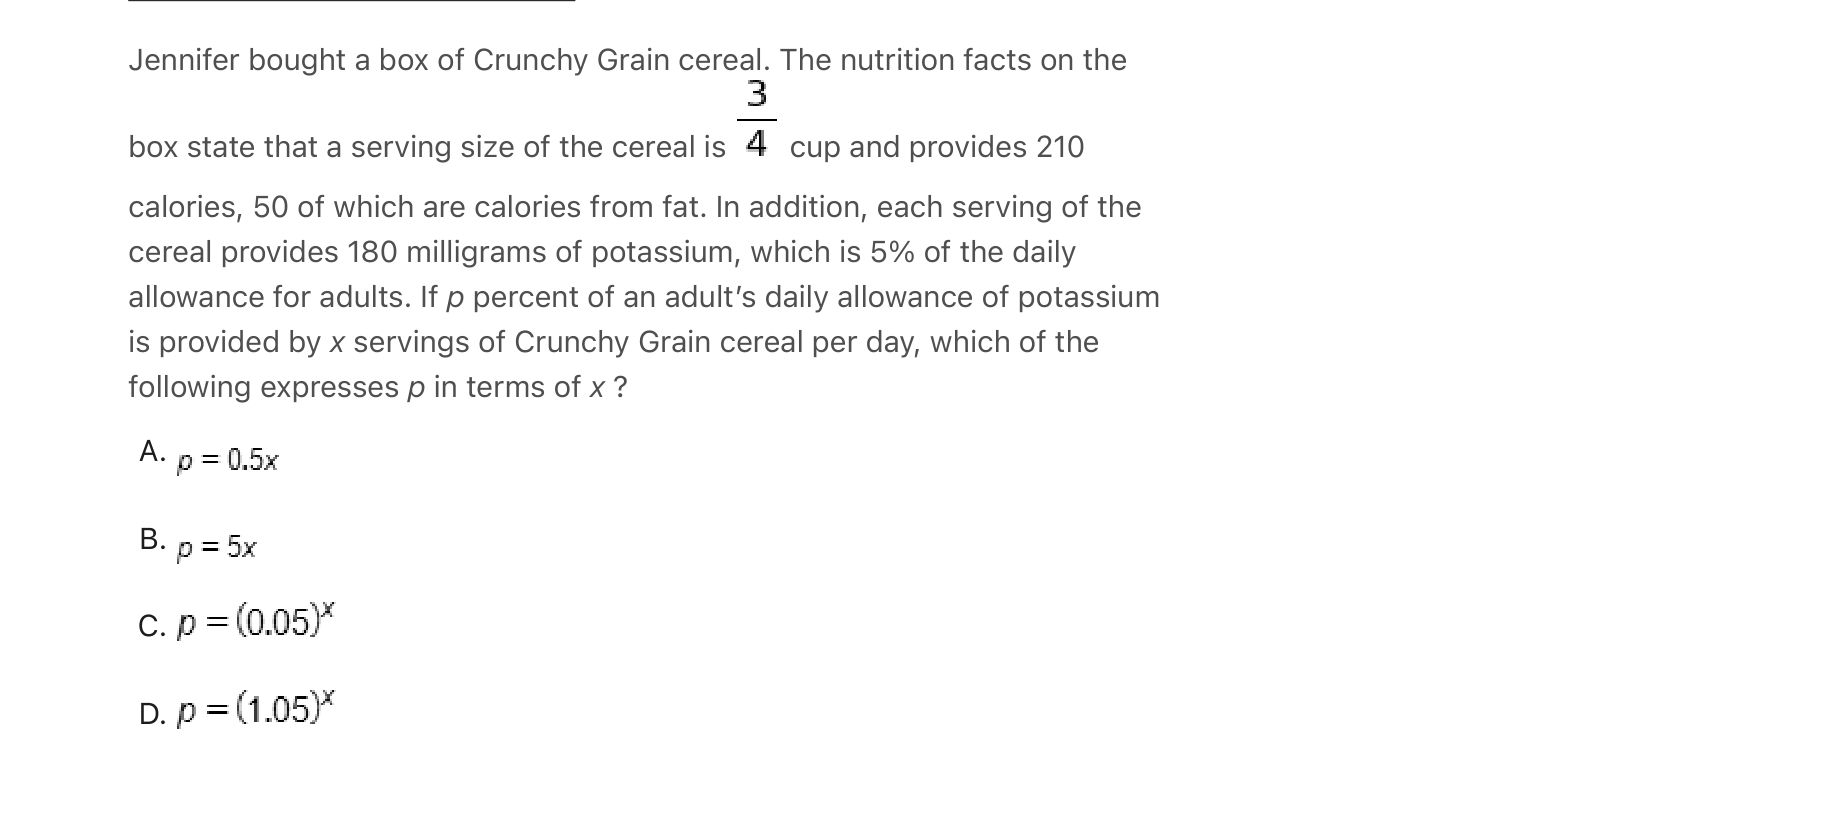 Jennifer bought a box of Crunchy Grain cereal. The nutrition facts on the
box state that a serving size of the cereal is 3/4 cup and provides 210
calories, 50 of which are calories from fat. In addition, each serving of the
cereal provides 180 milligrams of potassium, which is 5% of the daily
allowance for adults. If p percent of an adult’s daily allowance of potassium
is provided by x servings of Crunchy Grain cereal per day, which of the
following expresses p in terms of x ?
A. p = 0.5x
B. p = 5x
C. p = (0.05)^x
D. p = (1.05)^x